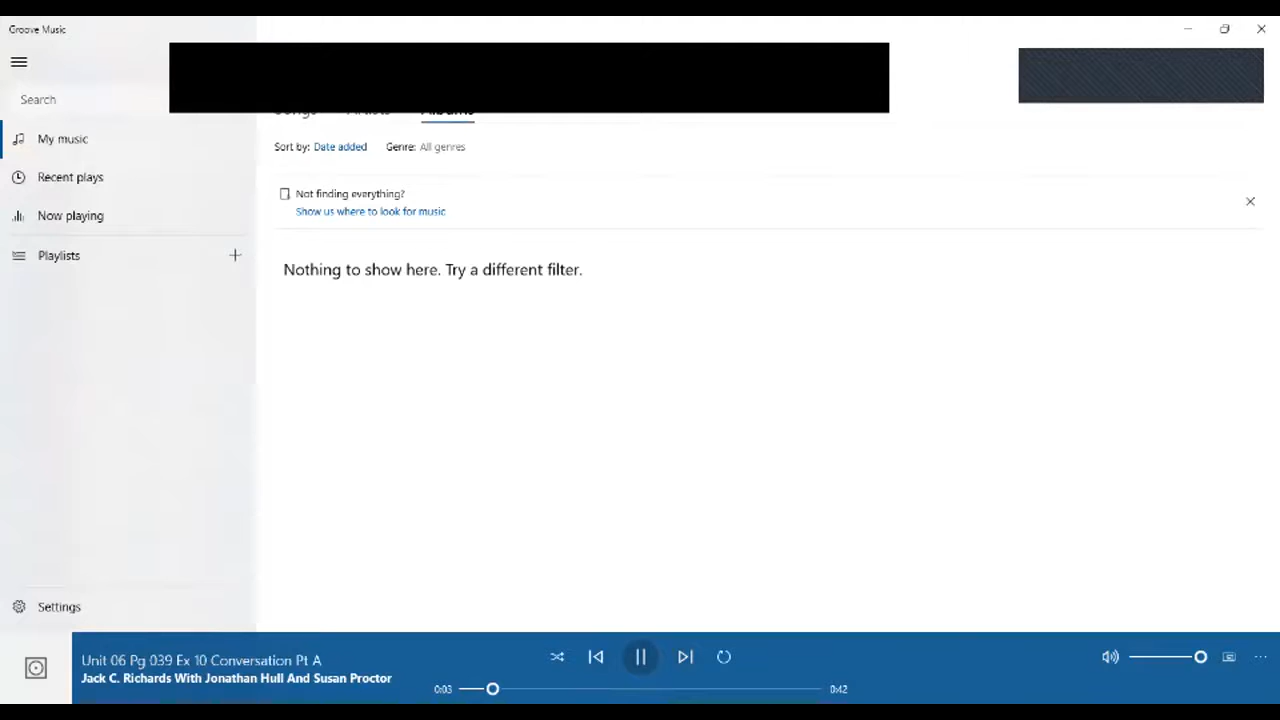 Groove Music
Search
Albums
Sort by: Date added Genre: All genres
My music
Not finding everything?
Show us where to look for music
Recent plays
Now playing
Playlists
Nothing to show here. Try a different filter.
Settings
Unit 06 Pg 039 Ex 10 Conversation Pt A
Jack C. Richards With Jonathan Hull And Susan Proctor
0:03 0:42